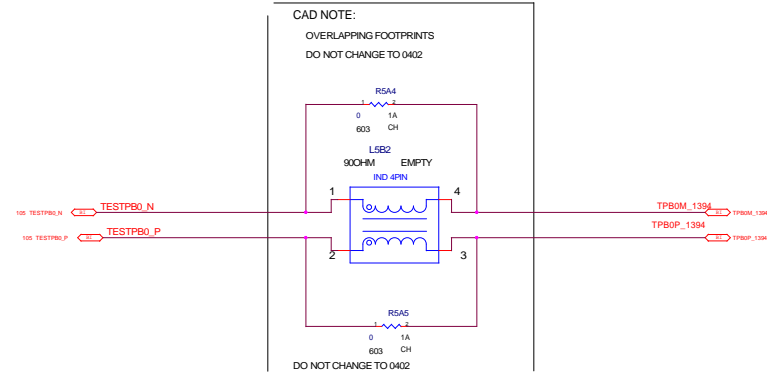 CAD NOTE:
OVERLAPPING FOOTPRINTS
DO NOT CHANGE TO 0402
R5A4
1 2
0 1A
603 CH
L5B2
90OHM EMPTY
IND 4PIN
1 4
105 TESTPB0_N TESTPB0_N TPB0M_1394 TPB0M_1394
105 TESTPB0_P TESTPB0_P TPB0P_1394 TPB0P_1394
2 3
R5A5
1 2
0 1A
603 CH
DO NOT CHANGE TO 0402